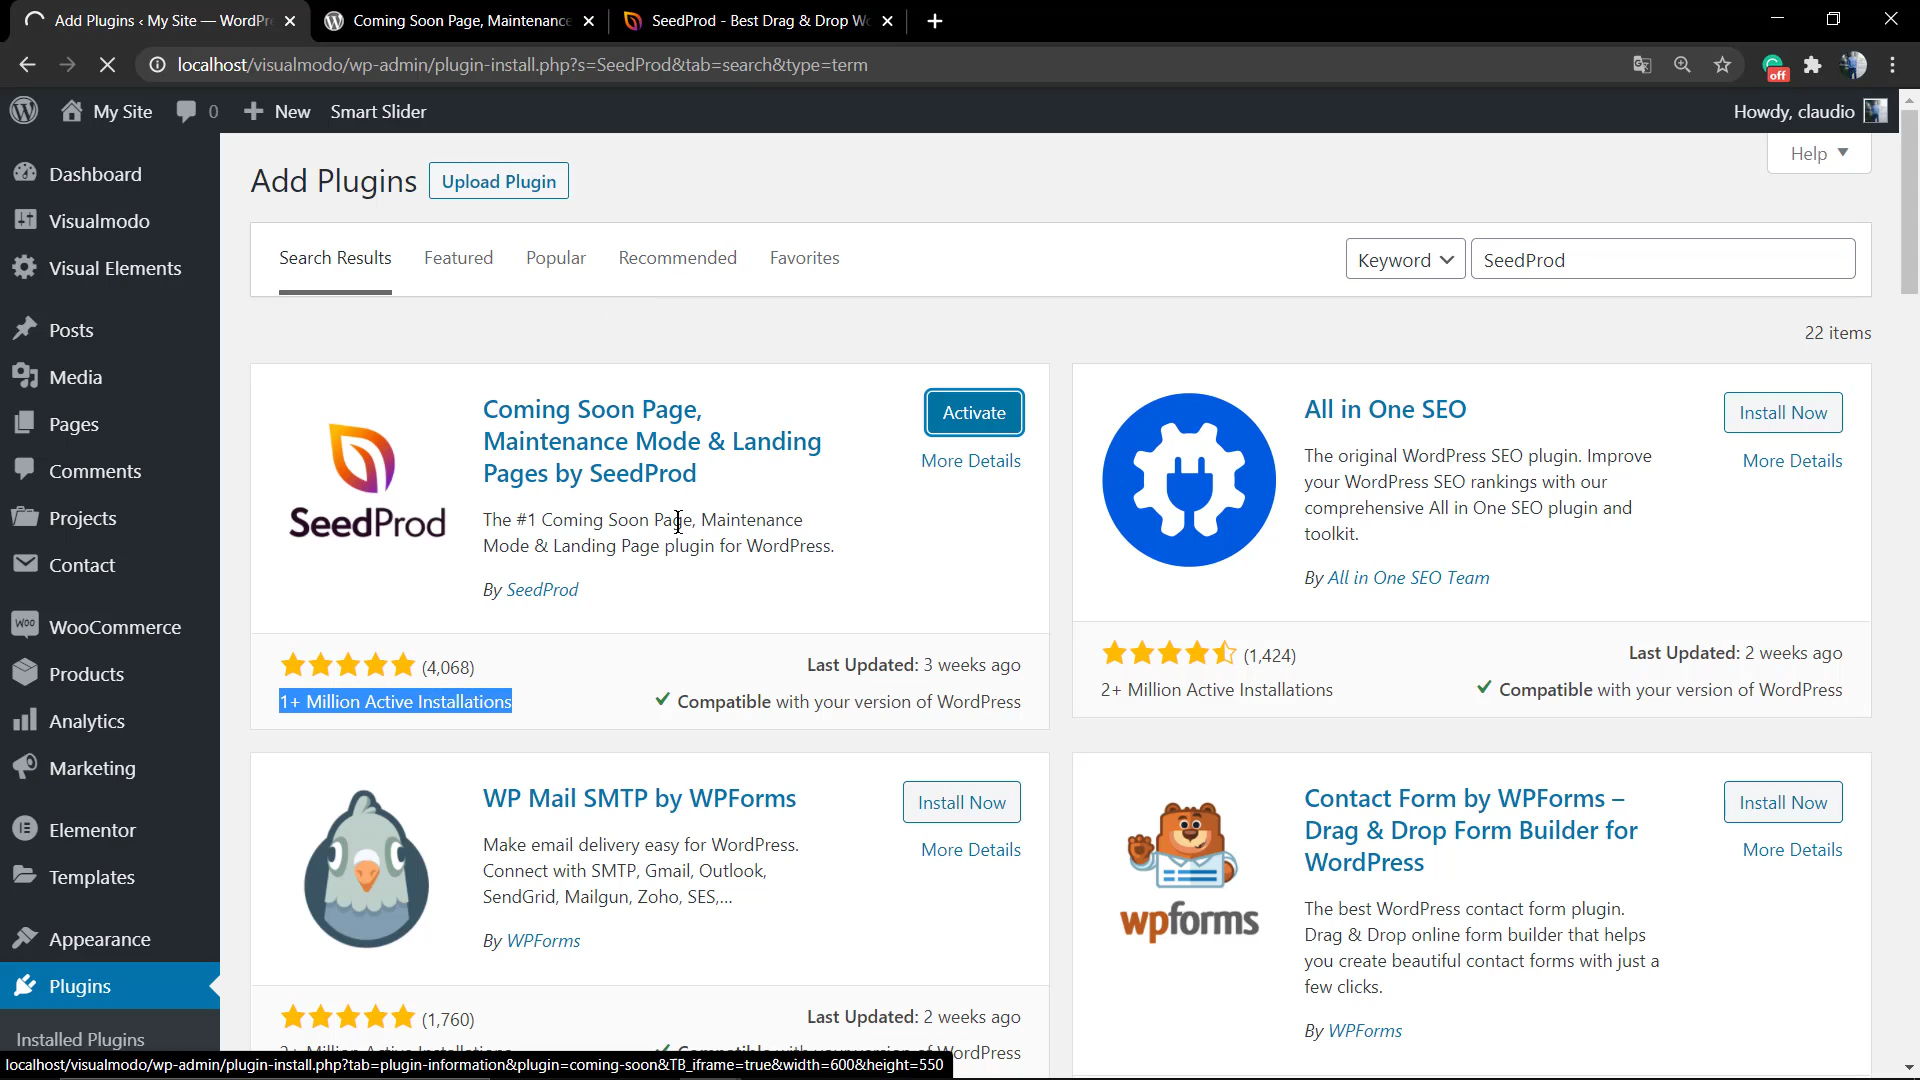 Add Plugins ‹ My Site — WordPr
Coming Soon Page, Maintenance
SeedProd - Best Drag & Drop Wo
localhost/visualmodo/wp-admin/plugin-install.php?s=SeedProd&tab=search&type=term
off
My Site
0
New
Smart Slider
Howdy, claudio
Dashboard
Visualmodo
Visual Elements
Posts
Media
Pages
Comments
Projects
Contact
WooCommerce
Products
Analytics
Marketing
Elementor
Templates
Appearance
Plugins
Installed Plugins
Add Plugins
Upload Plugin
Help
Search Results
Featured
Popular
Recommended
Favorites
Keyword
SeedProd
22 items
SeedProd
Coming Soon Page,
Maintenance Mode & Landing
Pages by SeedProd
Activate
More Details
The #1 Coming Soon Page, Maintenance
Mode & Landing Page plugin for WordPress.
By SeedProd
(4,068)
1+ Million Active Installations
Last Updated: 3 weeks ago
Compatible with your version of WordPress
All in One SEO
Install Now
More Details
The original WordPress SEO plugin. Improve
your WordPress SEO rankings with our
comprehensive All in One SEO plugin and
toolkit.
By All in One SEO Team
(1,424)
2+ Million Active Installations
Last Updated: 2 weeks ago
Compatible with your version of WordPress
WP Mail SMTP by WPForms
Install Now
More Details
Make email delivery easy for WordPress.
Connect with SMTP, Gmail, Outlook,
SendGrid, Mailgun, Zoho, SES,...
By WPForms
(1,760)
Last Updated: 2 weeks ago
wpforms
Contact Form by WPForms –
Drag & Drop Form Builder for
WordPress
Install Now
More Details
The best WordPress contact form plugin.
Drag & Drop online form builder that helps
you create beautiful contact forms with just a
few clicks.
By WPForms
localhost/visualmodo/wp-admin/plugin-install.php?tab=plugin-information&plugin=coming-soon&TB_iframe=true&width=600&height=550